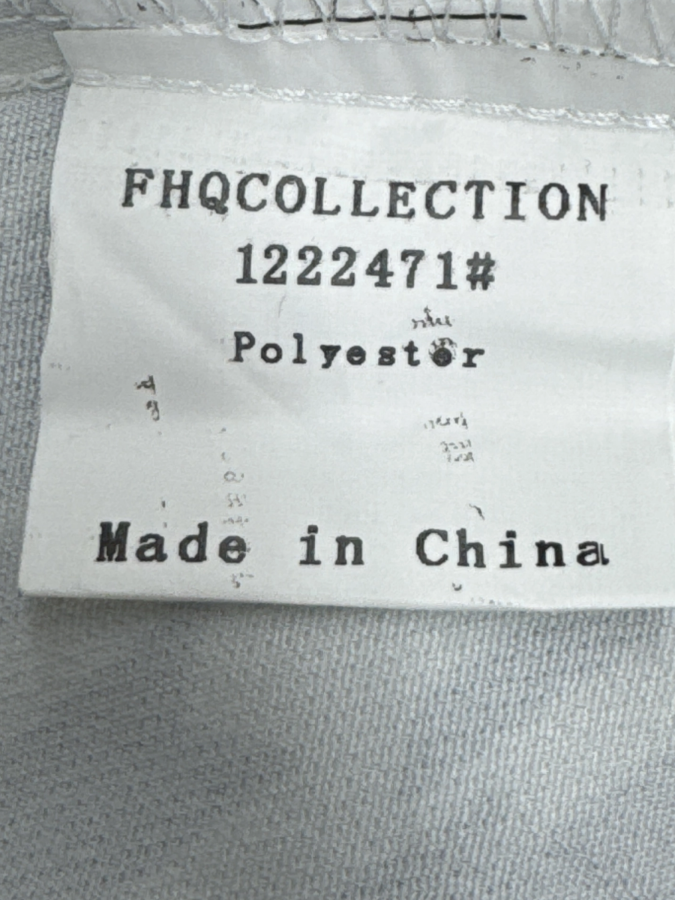 FHQCOLLECTION
1222471#
Polyester
Made in China